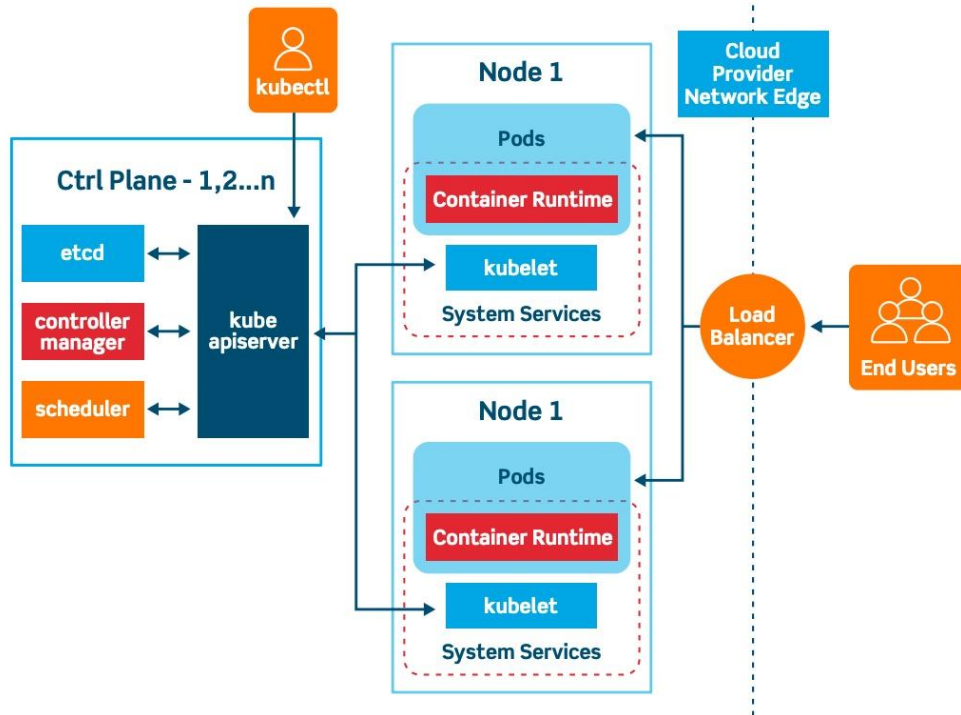 kubectl
Ctrl Plane - 1,2...n
etcd
controller
manager
scheduler
kube
apiserver
Node 1
Pods
Container Runtime
kubelet
System Services
Node 1
Pods
Container Runtime
kubelet
System Services
Cloud
Provider
Network Edge
Load
Balancer
End Users